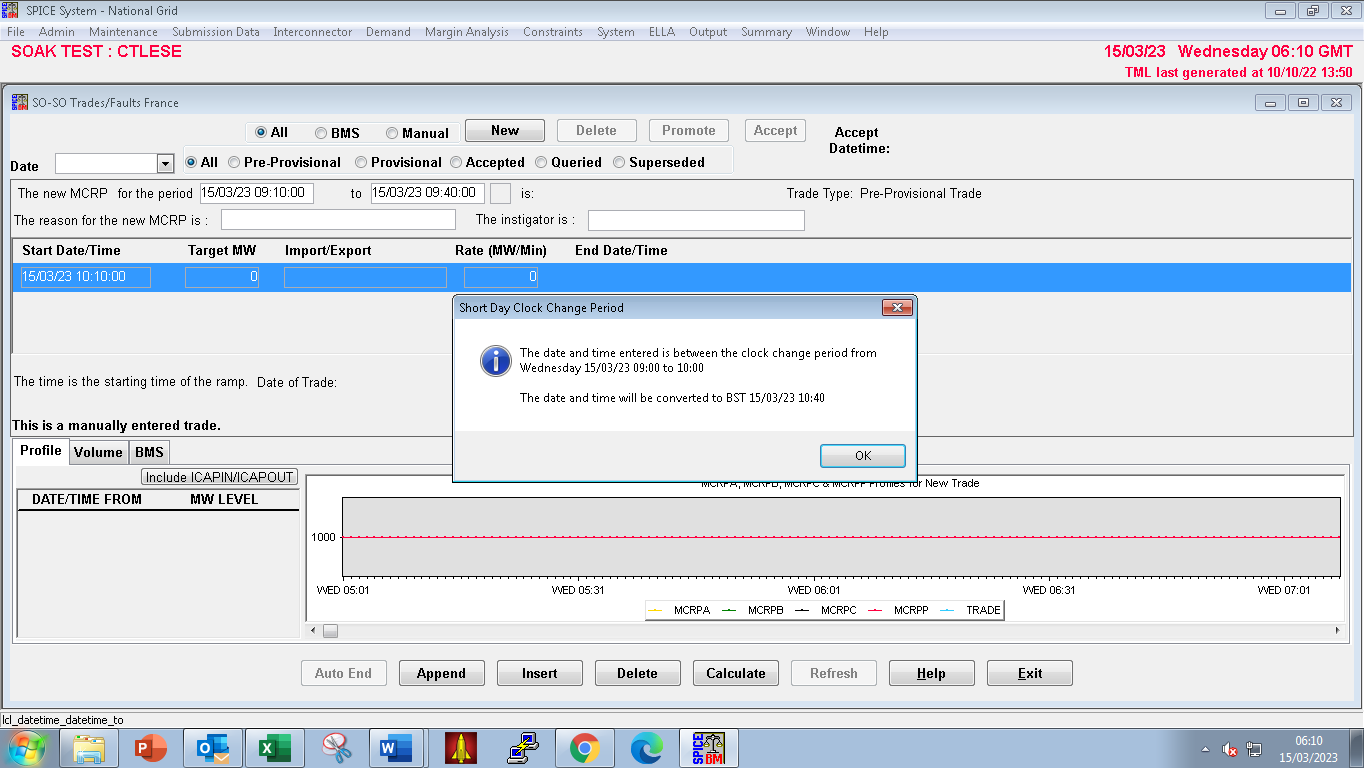 SPICE System - National Grid
File Admin Maintenance Submission Data Interconnector Demand Margin Analysis Constraints System ELLA Output Summary Window Help
SOAK TEST : CTLESE
15/03/23 Wednesday 06:10 GMT
TML last generated at 10/10/22 13:50
SO-SO Trades/Faults France
All BMS Manual New Delete Promote Accept
Accept
Datetime:
Date
All Pre-Provisional Provisional Accepted Queried Superseded
The new MCRP for the period 15/03/23 09:10:00 to 15/03/23 09:40:00 is: Trade Type: Pre-Provisional Trade
The reason for the new MCRP is : The instigator is :
Start Date/Time Target MW Import/Export Rate (MW/Min) End Date/Time
15/03/23 10:10:00 0 0
Short Day Clock Change Period
The date and time entered is between the clock change period from
Wednesday 15/03/23 09:00 to 10:00
The date and time will be converted to BST 15/03/23 10:40
OK
The time is the starting time of the ramp. Date of Trade:
This is a manually entered trade.
Profile Volume BMS
Include ICAPIN/ICAPOUT
DATE/TIME FROM MW LEVEL
MCRPA, MCRPB, MCRPC & MCRPP Profiles for New Trade
1000
WED 05:01 WED 05:31 WED 06:01 WED 06:31 WED 07:01
MCRPA MCRPB MCRPC MCRPP TRADE
Auto End Append Insert Delete Calculate Refresh Help Exit
lcl_datetime_datetime_to
SPICE
BM
06:10
15/03/2023